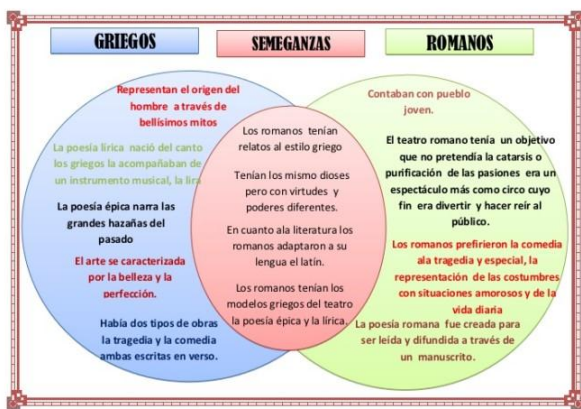 GRIEGOS
SEMEGANZAS
ROMANOS
Representan el origen del
hombre a través de
bellísimos mitos
La poesía lírica nació del canto
los griegos la acompañaban de
un instrumento musical, la lira
La poesía épica narra las
grandes hazañas del
pasado
El arte se caracterizada
por la belleza y la
perfección.
Había dos tipos de obras
la tragedia y la comedia
ambas escritas en verso.
Los romanos tenían
relatos al estilo griego
Tenían los mismo dioses
pero con virtudes y
poderes diferentes.
En cuanto ala literatura los
romanos adaptaron a su
lengua el latín.
Los romanos tenían los
modelos griegos del teatro
la poesía épica y la lírica.
Contaban con pueblo
joven.
El teatro romano tenía un objetivo
que no pretendía la catarsis o
purificación de las pasiones era un
espectáculo más como circo cuyo
fin era divertir y hacer reír al
público.
Los romanos prefirieron la comedia
ala tragedia y especial, la
representación de las costumbres
con situaciones amorosos y de la
vida diaria
La poesía romana fue creada para
ser leída y difundida a través de
un manuscrito.